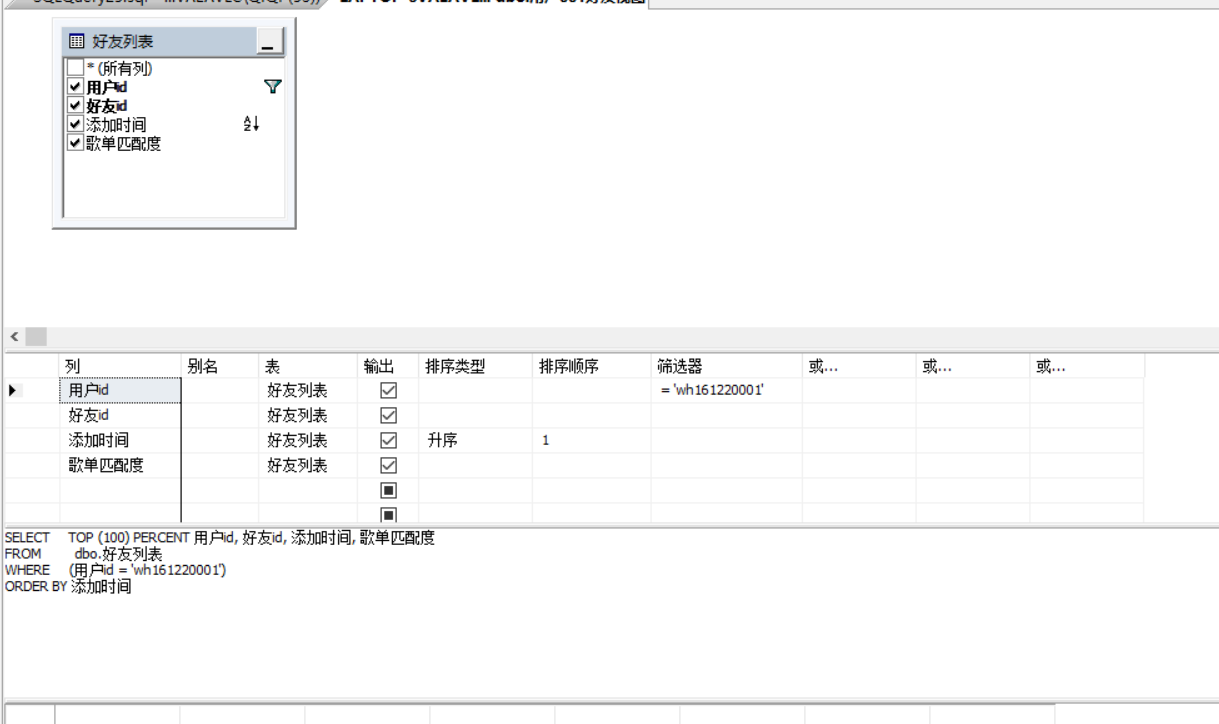 好友列表
* (所有列)
用户id
好友id
添加时间
歌单匹配度
列 别名 表 输出 排序类型 排序顺序 筛选器 或... 或... 或...
用户id 好友列表 = 'wh161220001'
好友id 好友列表
添加时间 好友列表 升序 1
歌单匹配度 好友列表
SELECT TOP (100) PERCENT 用户id, 好友id, 添加时间, 歌单匹配度
FROM dbo.好友列表
WHERE (用户id = 'wh161220001')
ORDER BY 添加时间